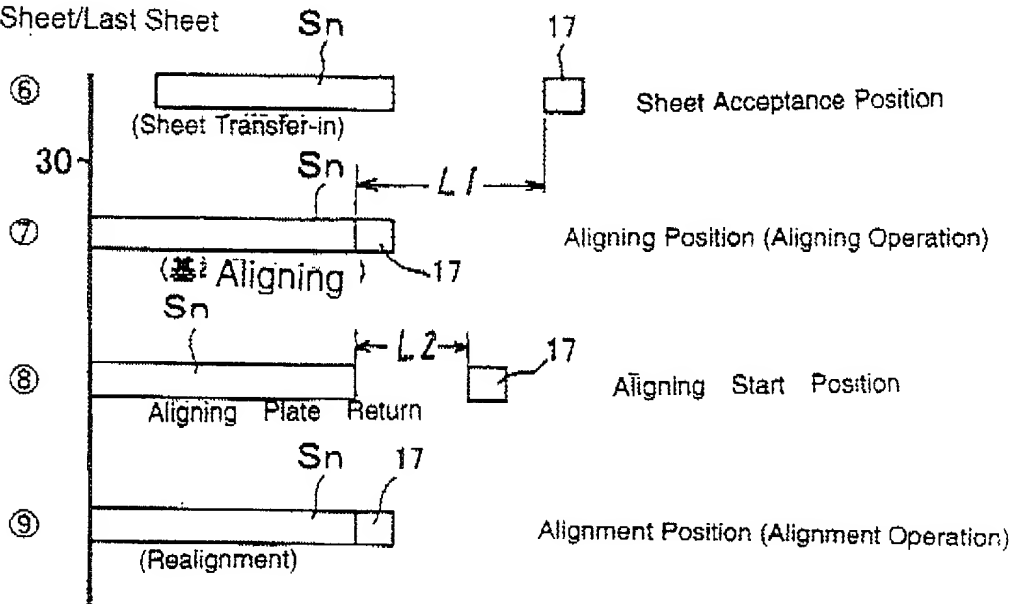 Sheet/Last Sheet
Sn 17
⑥ Sheet Acceptance Position
(Sheet Transfer-in)
30 Sn L1
⑦ Aligning Position (Aligning Operation)
( Aligning ) 17
Sn L2 17
⑧ Aligning Start Position
Aligning Plate Return
Sn 17
⑨ Alignment Position (Alignment Operation)
(Realignment)